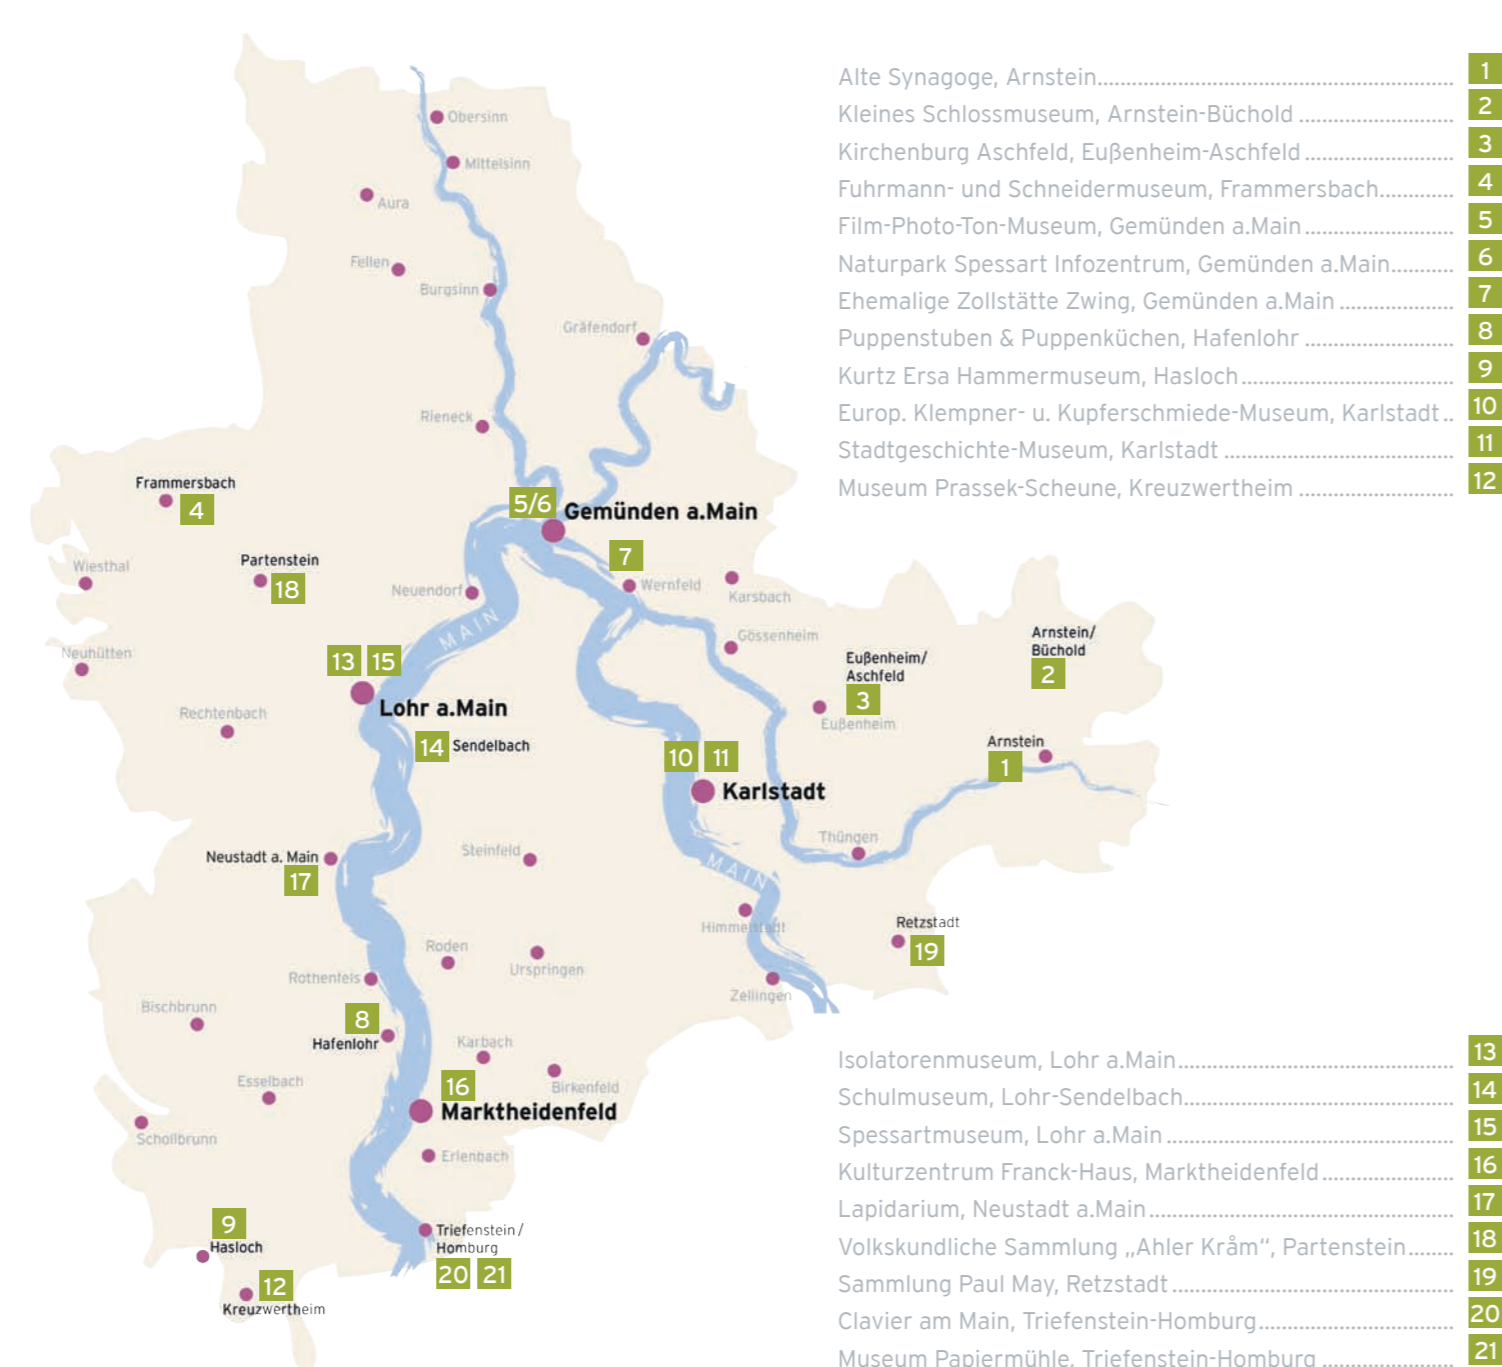 Alte Synagoge, Arnstein 1
Kleines Schlossmuseum, Arnstein-Büchold 2
Kirchenburg Aschfeld, Eußenheim-Aschfeld 3
Fuhrmann- und Schneidermuseum, Frammersbach 4
Film-Photo-Ton-Museum, Gemünden a.Main 5
Naturpark Spessart Infozentrum, Gemünden a.Main 6
Ehemalige Zollstätte Zwing, Gemünden a.Main 7
Puppenstuben & Puppenküchen, Hafenlohr 8
Kurtz Ersa Hammermuseum, Hasloch 9
Europ. Klempner- u. Kupferschmiede-Museum, Karlstadt 10
Stadtgeschichte-Museum, Karlstadt 11
Museum Prassek-Scheune, Kreuzwertheim 12
Obersinn
Mittelsinn
Aura
Fellen
Burgsinn
Gräfendorf
Rieneck
Frammersbach
4
5/6
Gemünden a.Main
Partenstein
18
Wiesthal
7
Wernfeld
Karsbach
Neuendorf
MAIN
Gössenheim
Neuhütten
13 15
Lohr a.Main
Rechtenbach
14 Sendelbach
Eußenheim/
Aschfeld
3
Eußenheim
Arnstein/
Büchold
2
Arnstein
1
10 11
Karlstadt
Thüngen
MAIN
Neustadt a. Main
17
Steinfeld
Himmelstadt
Retzstadt
19
Roden
Urspringen
Rothenfels
Zellingen
Bischbrunn
8
Hafenlohr
Karbach
Birkenfeld
Esselbach
16
Marktheidenfeld
Schollbrunn
Erlenbach
9
Hasloch
Triefenstein/
Homburg
20 21
12
Kreuzwertheim
Isolatorenmuseum, Lohr a.Main 13
Schulmuseum, Lohr-Sendelbach 14
Spessartmuseum, Lohr a.Main 15
Kulturzentrum Franck-Haus, Marktheidenfeld 16
Lapidarium, Neustadt a.Main 17
Volkskundliche Sammlung „Ahler Kråm“, Partenstein 18
Sammlung Paul May, Retzstadt 19
Clavier am Main, Triefenstein-Homburg 20
Museum Papiermühle, Triefenstein-Homburg 21